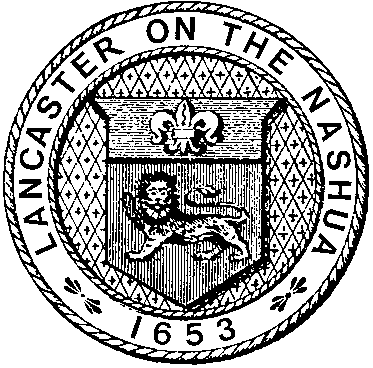 LANCASTER ON THE NASHUA
1653